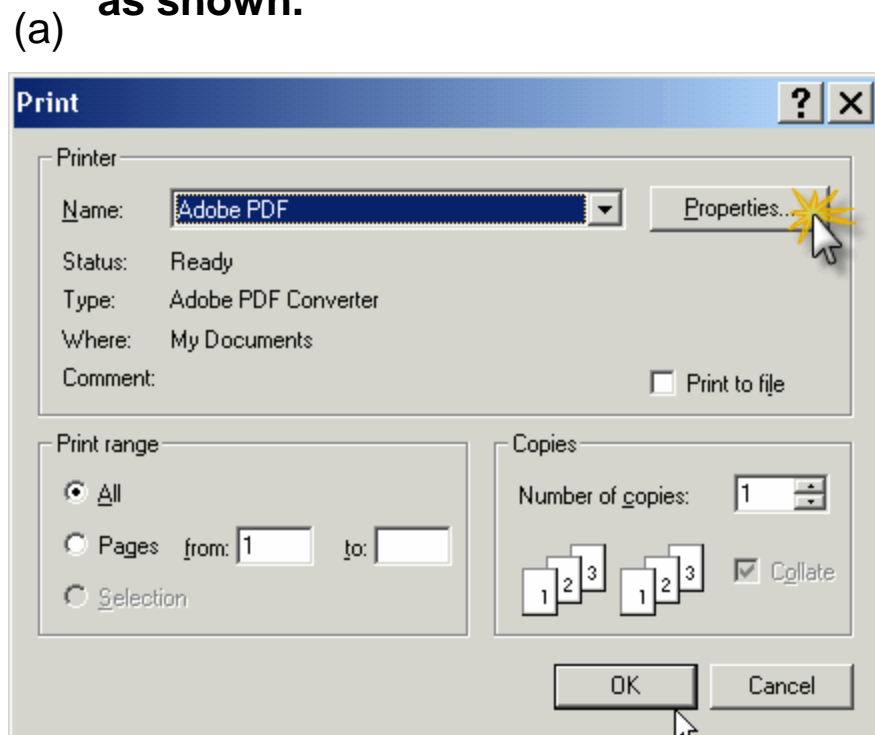 as shown.
(a)
Print
Printer
Name: Adobe PDF Properties...
Status: Ready
Type: Adobe PDF Converter
Where: My Documents
Comment: Print to file
Print range Copies
All Number of copies: 1
Pages from: 1 to:
1 2 3 1 2 3 Collate
Selection
OK Cancel